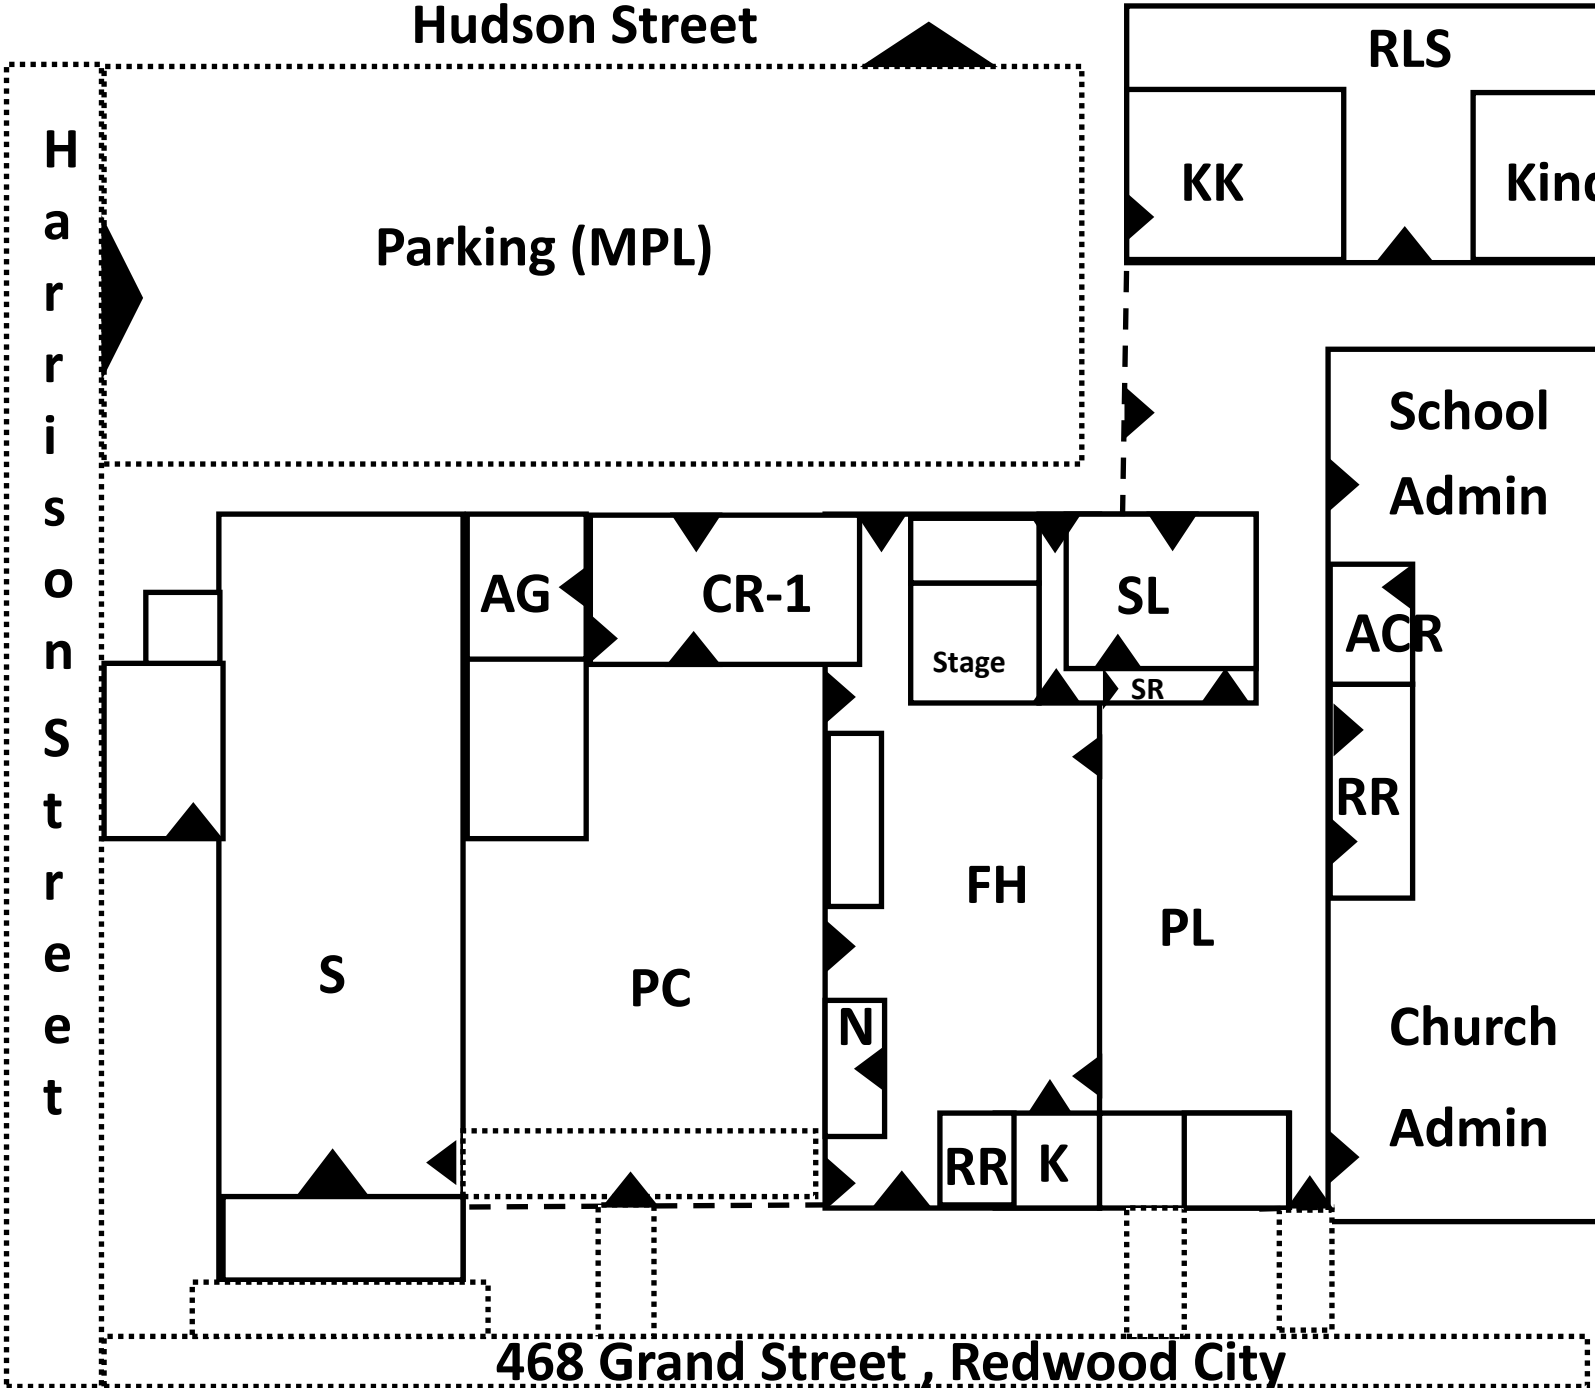 Hudson Street
RLS
KK
Kind
Parking (MPL)
Harrison Street
School
Admin
AG
CR-1
SL
Stage
SR
ACR
RR
FH
PL
S
PC
N
Church
Admin
RR
K
468 Grand Street , Redwood City